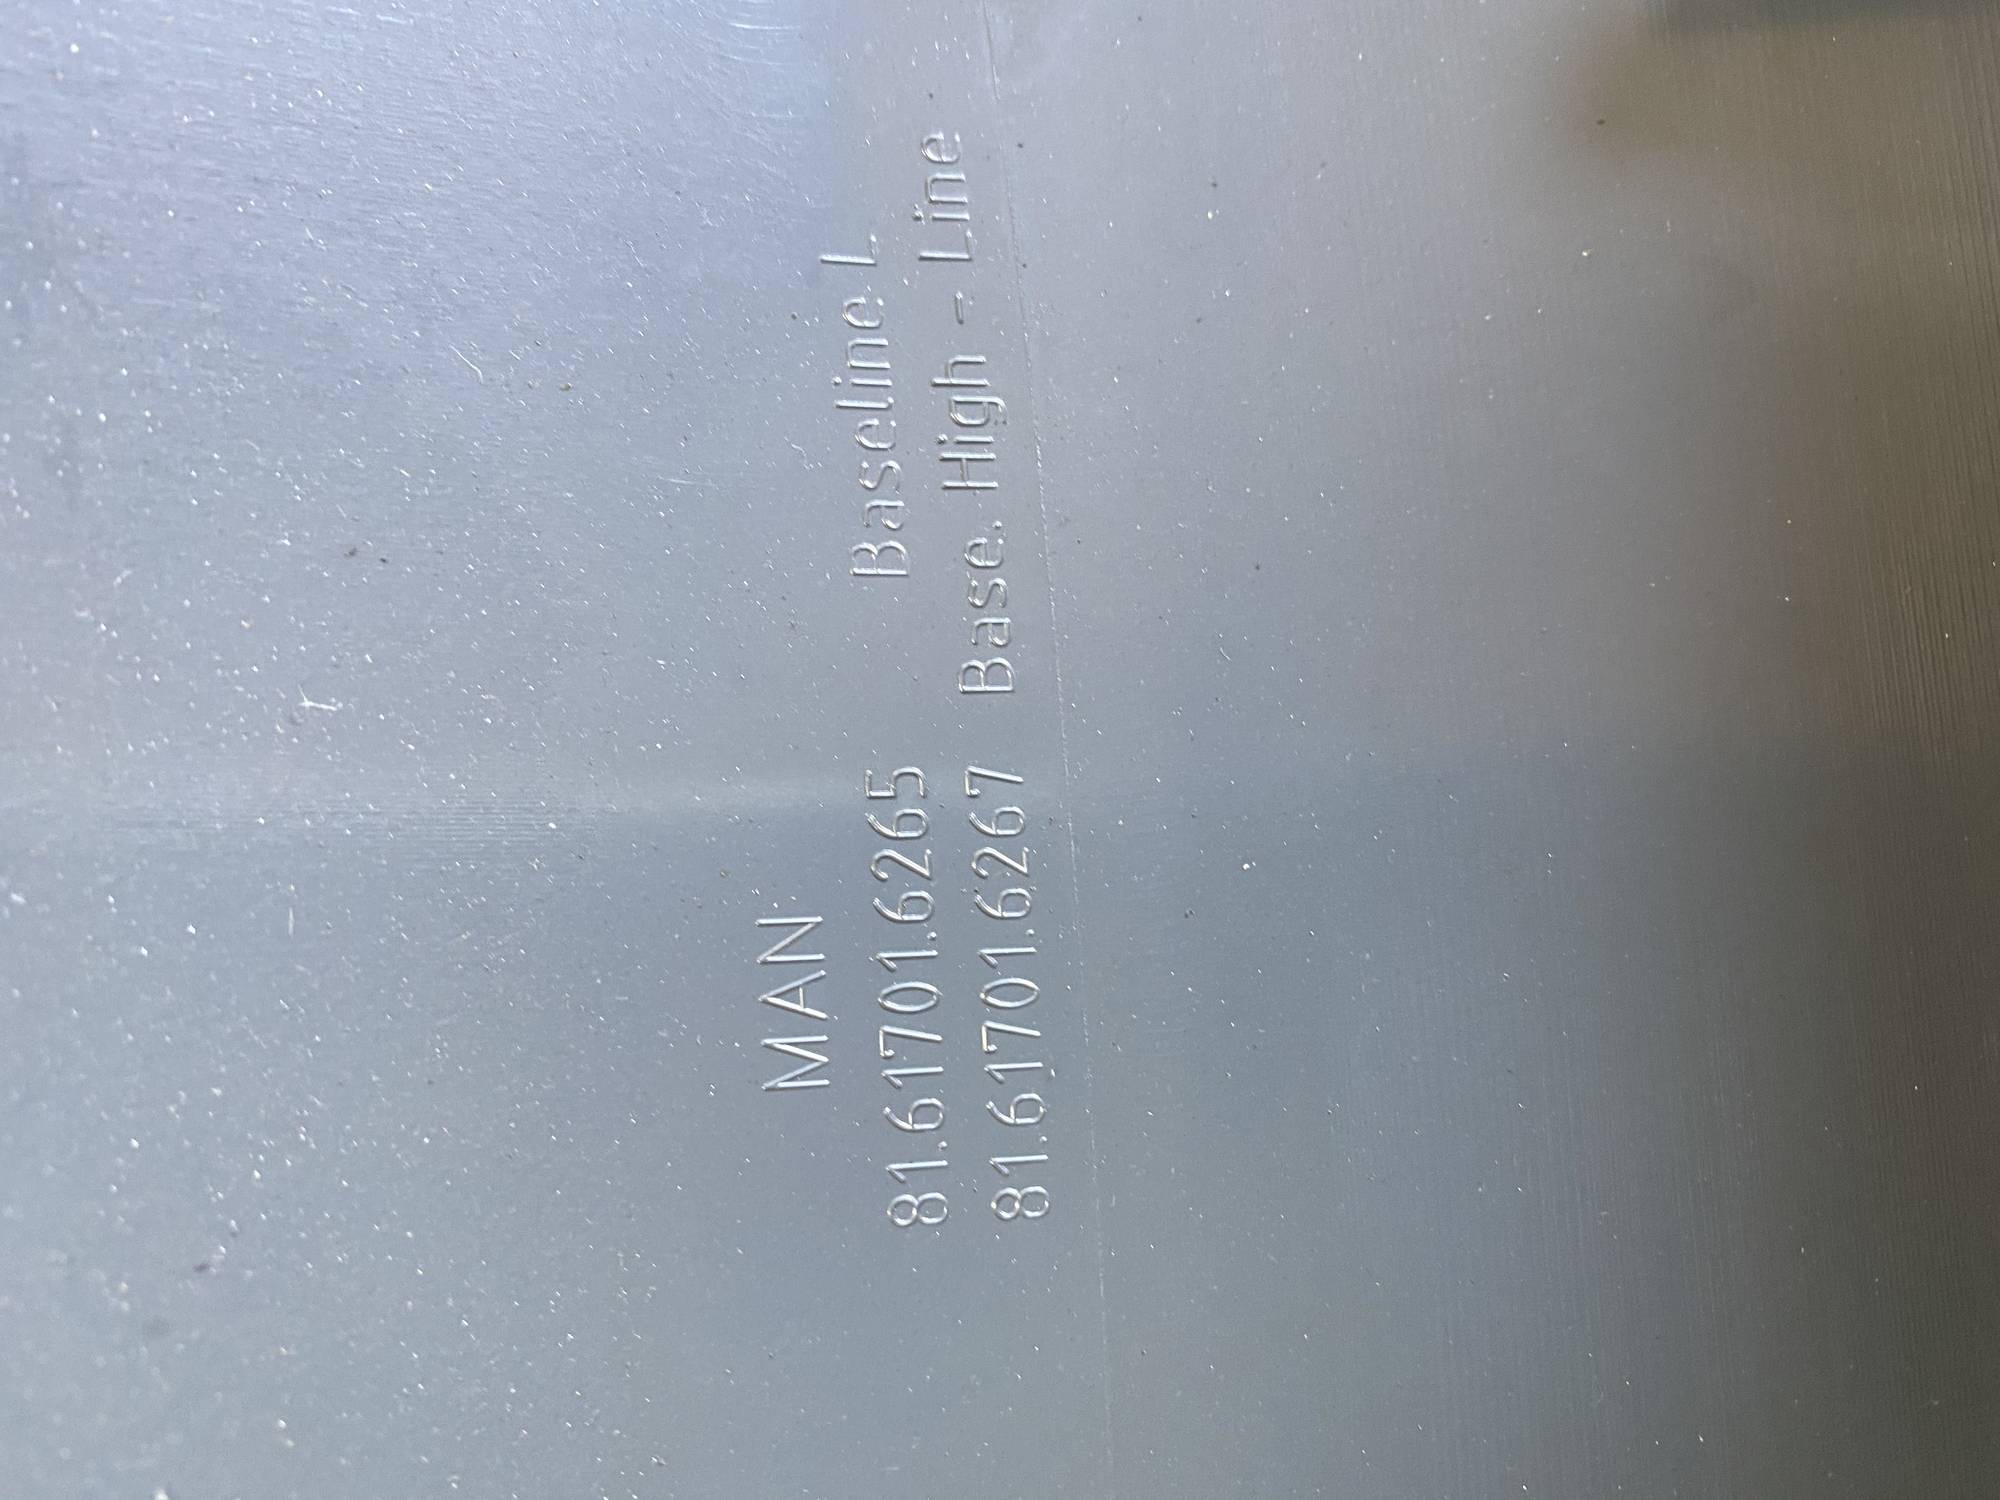 MAN
81.61701.6265 Baseline L
81.61701.6267 Base. High - Line